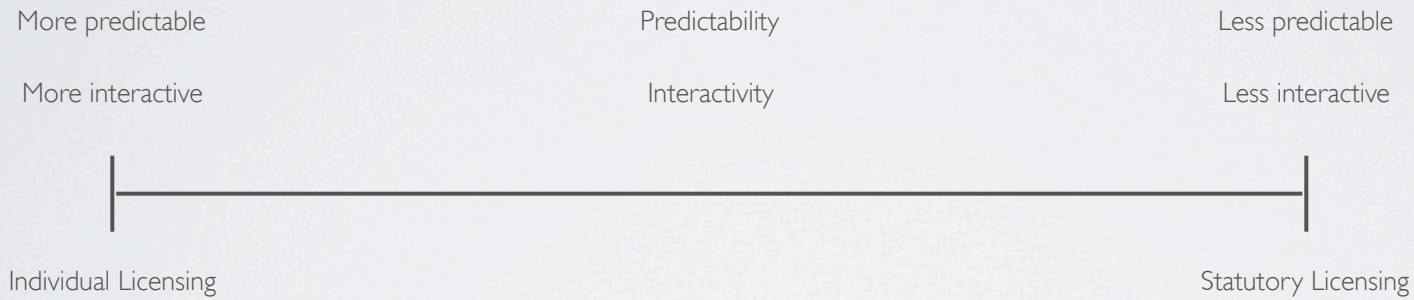 More predictable Predictability Less predictable
More interactive Interactivity Less interactive
Individual Licensing Statutory Licensing